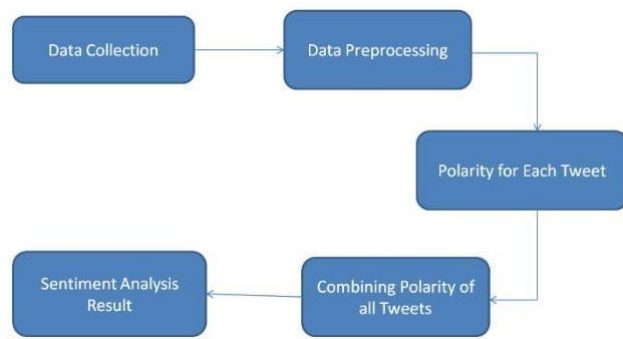 Data Collection
Data Preprocessing
Polarity for Each Tweet
Combining Polarity of
all Tweets
Sentiment Analysis
Result